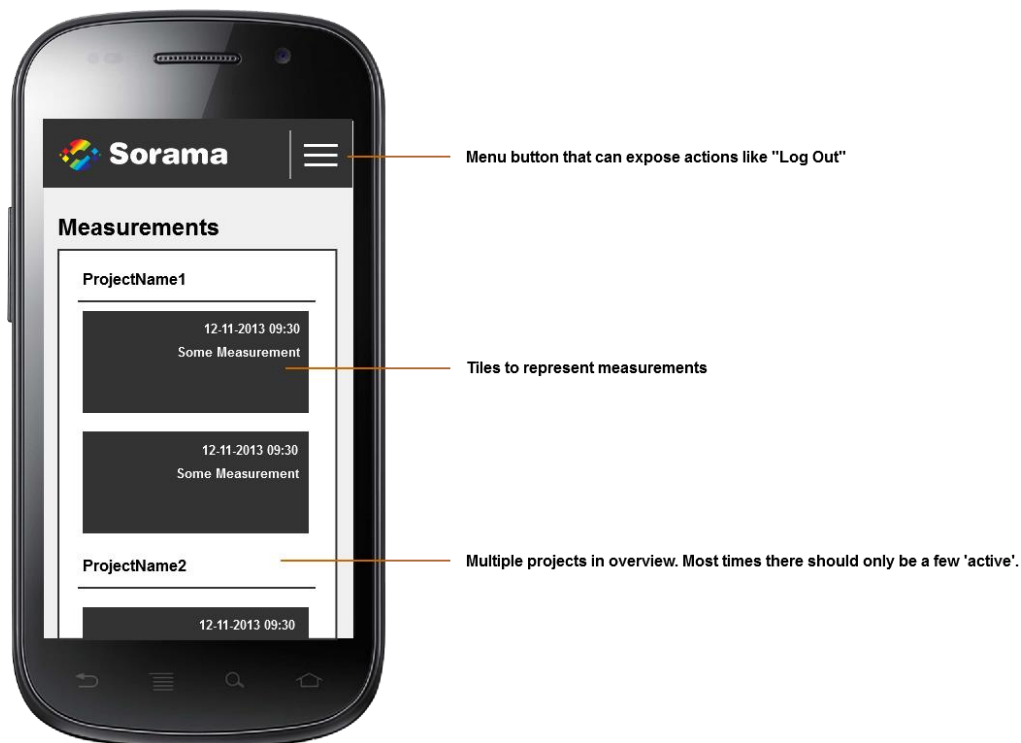 Sorama
Menu button that can expose actions like "Log Out"
Measurements
ProjectName1
12-11-2013 09:30
Some Measurement
Tiles to represent measurements
12-11-2013 09:30
Some Measurement
ProjectName2
Multiple projects in overview. Most times there should only be a few 'active'.
12-11-2013 09:30